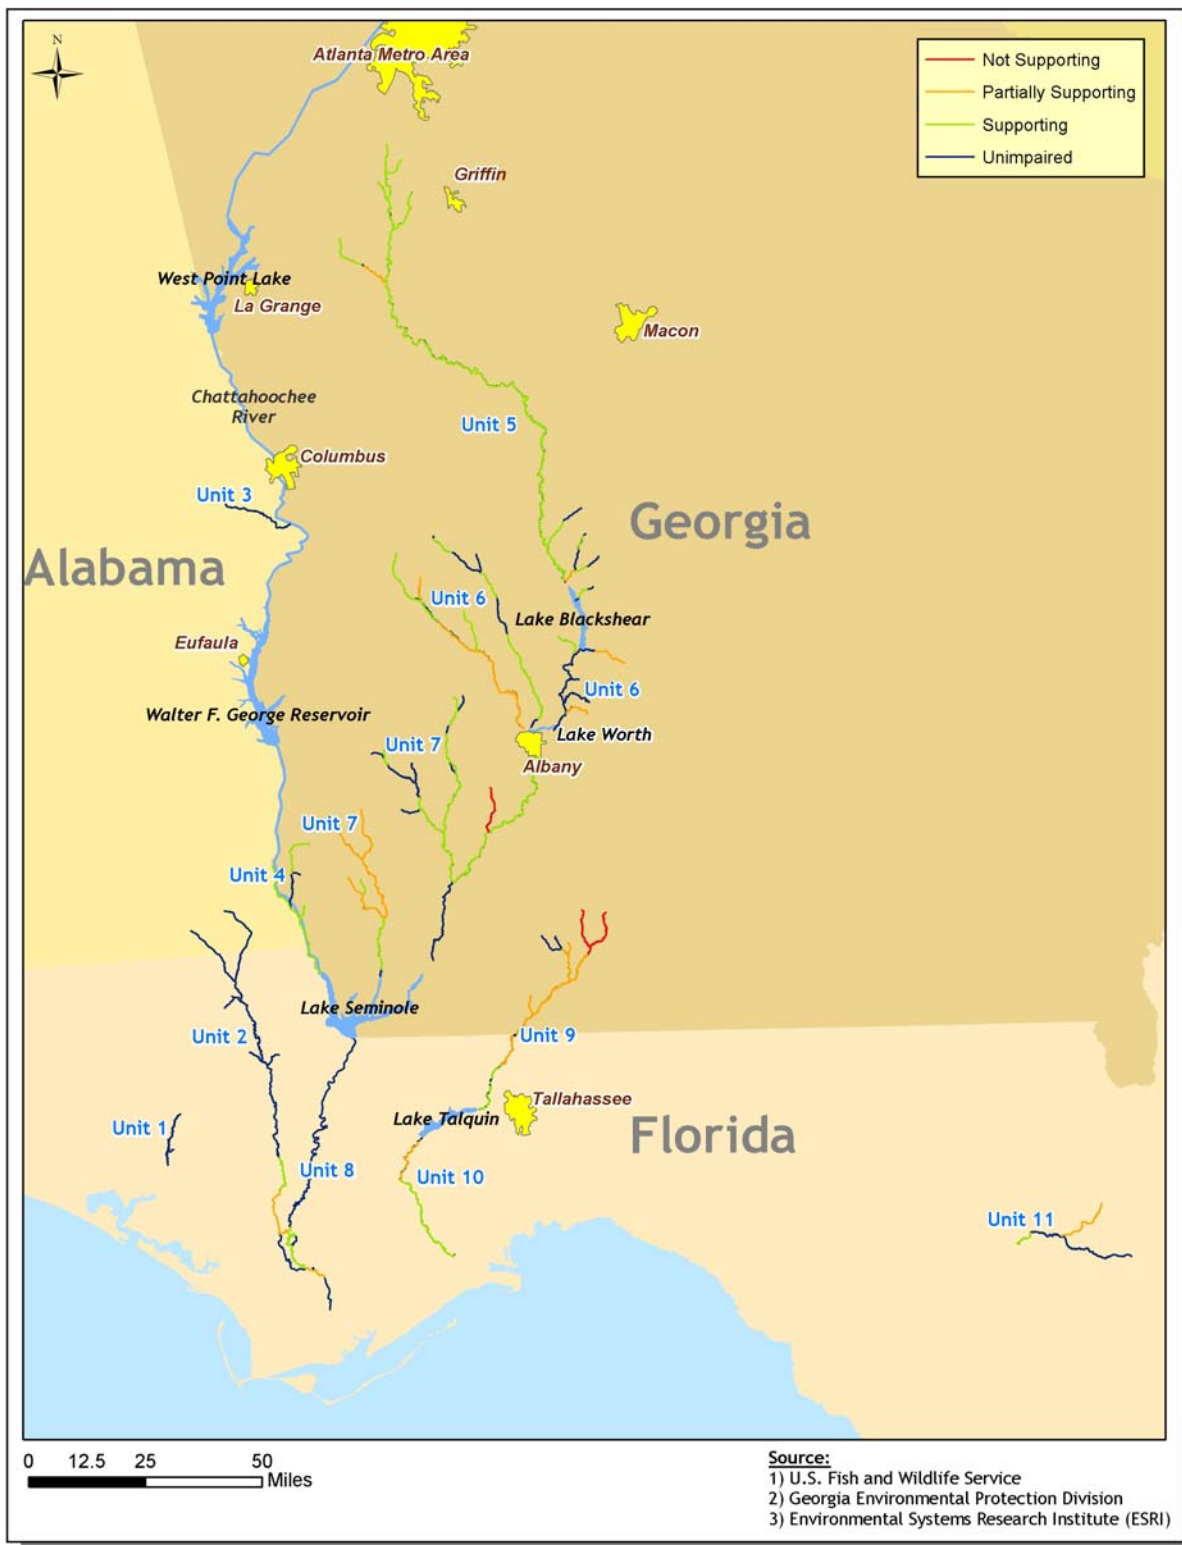 N
Atlanta Metro Area
Not Supporting
Partially Supporting
Supporting
Unimpaired
Griffin
West Point Lake
La Grange
Macon
Chattahoochee
River
Unit 5
Columbus
Unit 3
Georgia
Alabama
Unit 6
Lake Blackshear
Eufaula
Unit 6
Walter F. George Reservoir
Lake Worth
Unit 7
Albany
Unit 7
Unit 4
Lake Seminole
Unit 2
Unit 9
Tallahassee
Lake Talquin
Unit 1
Florida
Unit 8
Unit 10
Unit 11
0 12.5 25 50
Miles
Source:
1) U.S. Fish and Wildlife Service
2) Georgia Environmental Protection Division
3) Environmental Systems Research Institute (ESRI)